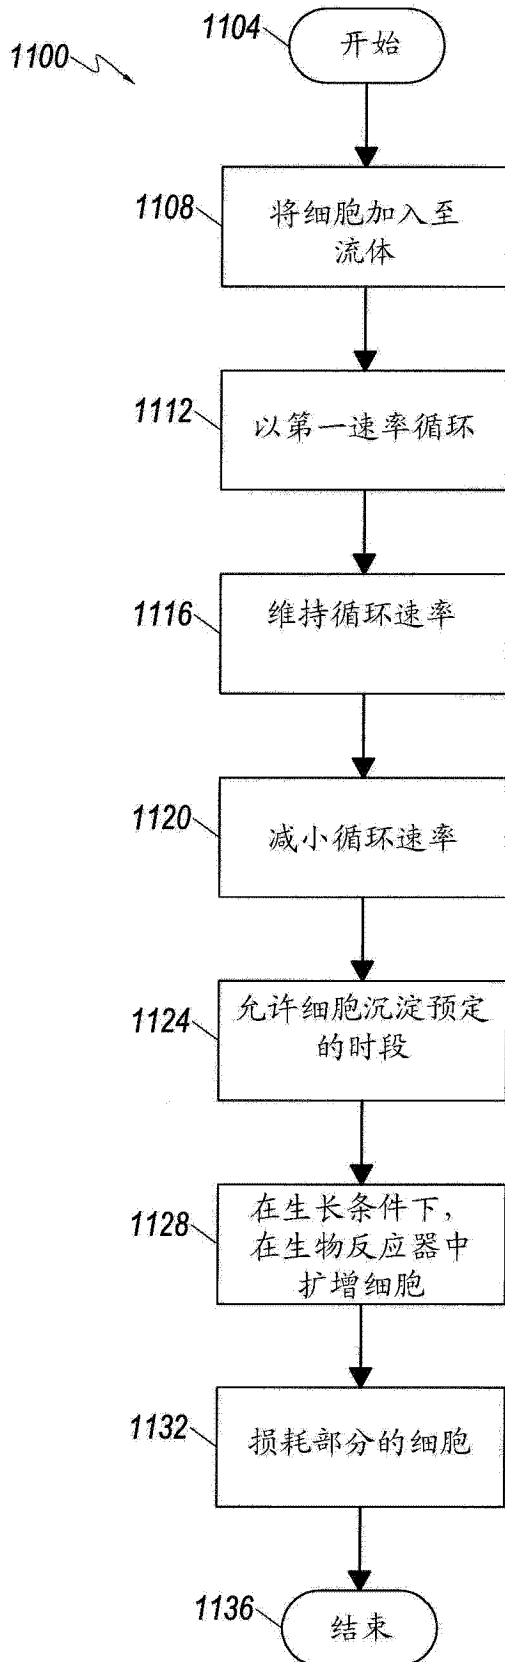 1100
1104
开始
1108
将细胞加入至
流体
1112
以第一速率循环
1116
维持循环速率
1120
减小循环速率
1124
允许细胞沉淀预定
的时段
1128
在生长条件下，
在生物反应器中
扩增细胞
1132
损耗部分的细胞
1136
结束